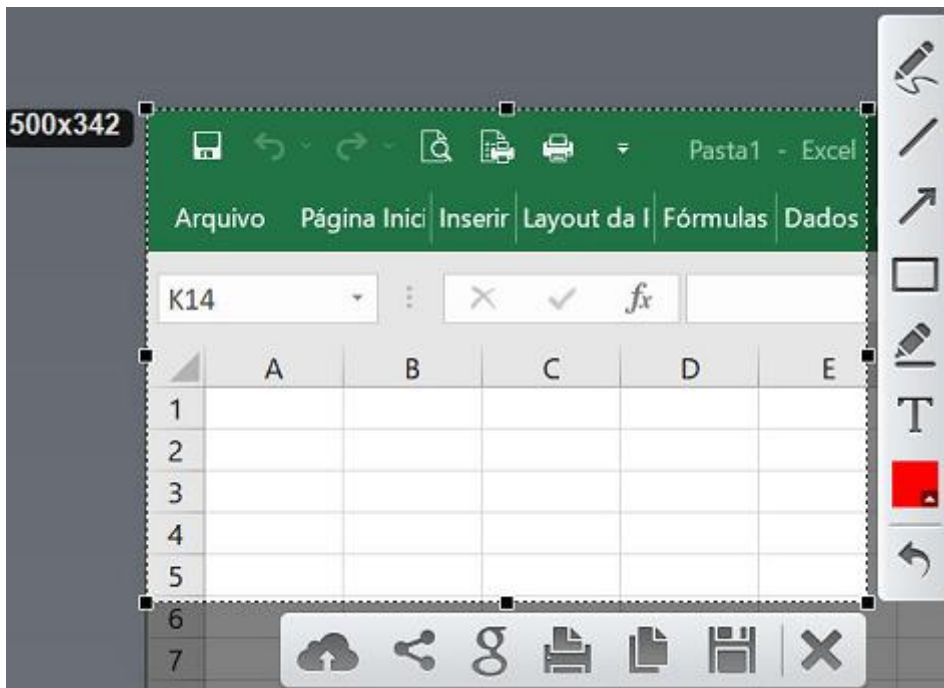 500x342
Pasta1 - Excel
Arquivo Página Inici Inserir Layout da I Fórmulas Dados
K14 fx
A B C D E
1
2
3
4
5
6
7
T
g